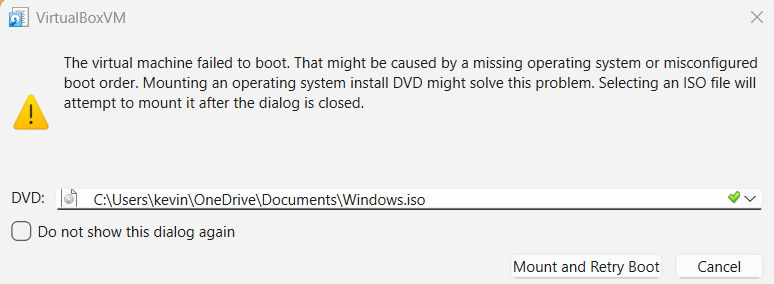 VirtualBoxVM
The virtual machine failed to boot. That might be caused by a missing operating system or misconfigured
boot order. Mounting an operating system install DVD might solve this problem. Selecting an ISO file will
attempt to mount it after the dialog is closed.
DVD: C:\Users\kevin\OneDrive\Documents\Windows.iso
Do not show this dialog again
Mount and Retry Boot Cancel